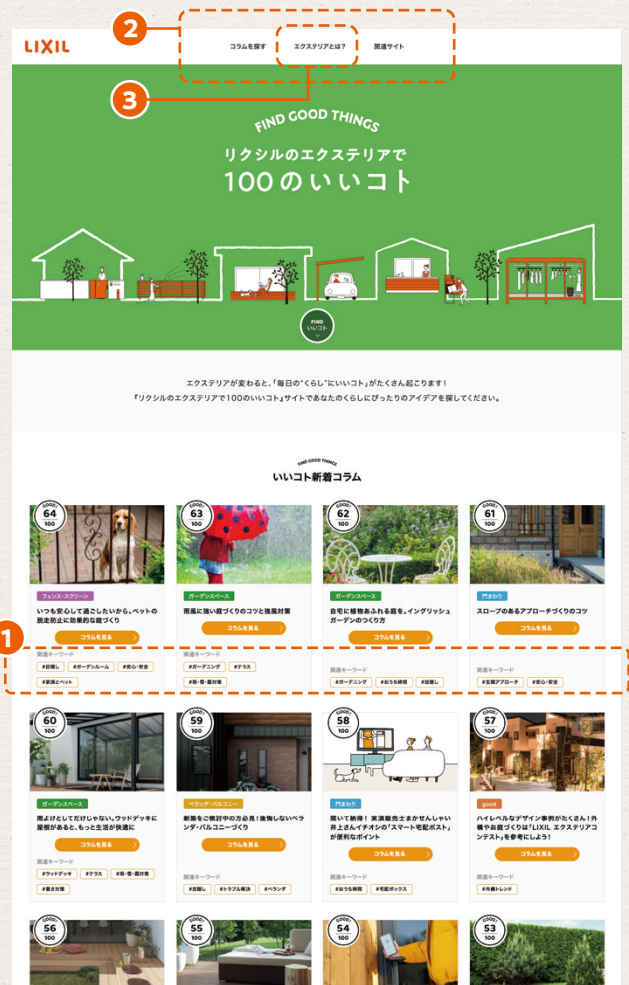 2
LIXIL
コラムを探す
エクステリアとは?
関連サイト
3
FIND GOOD THINGS
リクシルのエクステリアで
100のいいコト
FIND
いいコト
エクステリアが変わると、「毎日の“くらし”にいいコト」がたくさん起こります!
『リクシルのエクステリアで100のいいコト』サイトであなたのくらしにぴったりのアイデアを探してください。
FIND GOOD THINGS
いいコト新着コラム
GOOD!
64
100
フェンス・スクリーン
いつも安心して過ごしたいから。ペットの
脱走防止に効果的な庭づくり
コラムを見る
関連キーワード
#目隠し #ガーデンルーム #安心・安全
#家族とペット
GOOD!
63
100
ガーデンスペース
雨風に強い庭づくりのコツと強風対策
コラムを見る
関連キーワード
#ガーデニング #テラス
#雨・雪・霜対策
GOOD!
62
100
ガーデンスペース
自宅に植物あふれる庭を。イングリッシュ
ガーデンのつくり方
コラムを見る
関連キーワード
#ガーデニング #おうち時間 #目隠し
GOOD!
61
100
門まわり
スロープのあるアプローチづくりのコツ
コラムを見る
関連キーワード
#玄関アプローチ #安心・安全
1
GOOD!
60
100
ガーデンスペース
雨よけとしてだけじゃない。ウッドデッキに
屋根があると、もっと生活が快適に
コラムを見る
関連キーワード
#ウッドデッキ #テラス #雨・雪・霜対策
#暑さ対策
GOOD!
59
100
ベランダ・バルコニー
新築をご検討中の方必見!後悔しないベラ
ンダ・バルコニーづくり
コラムを見る
関連キーワード
#目隠し #トラブル解決 #ベランダ
GOOD!
58
100
門まわり
聞いて納得! 実演販売士まかせんしゃい
井上さんイチオシの「スマート宅配ポスト」
が便利なポイント
コラムを見る
関連キーワード
#おうち時間 #宅配ボックス
GOOD!
57
100
good
ハイレベルなデザイン事例がたくさん!外
構やお庭づくりは「LIXIL エクステリアコ
ンテスト」を参考にしよう!
コラムを見る
関連キーワード
#外構トレンド
GOOD!
56
100
GOOD!
55
100
GOOD!
54
100
GOOD!
53
100